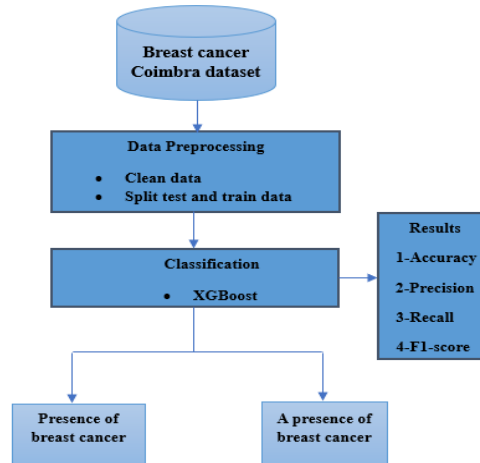 Breast cancer
Coimbra dataset
Data Preprocessing
• Clean data
• Split test and train data
Classification
• XGBoost
Results
1-Accuracy
2-Precision
3-Recall
4-F1-score
Presence of
breast cancer
A presence of
breast cancer